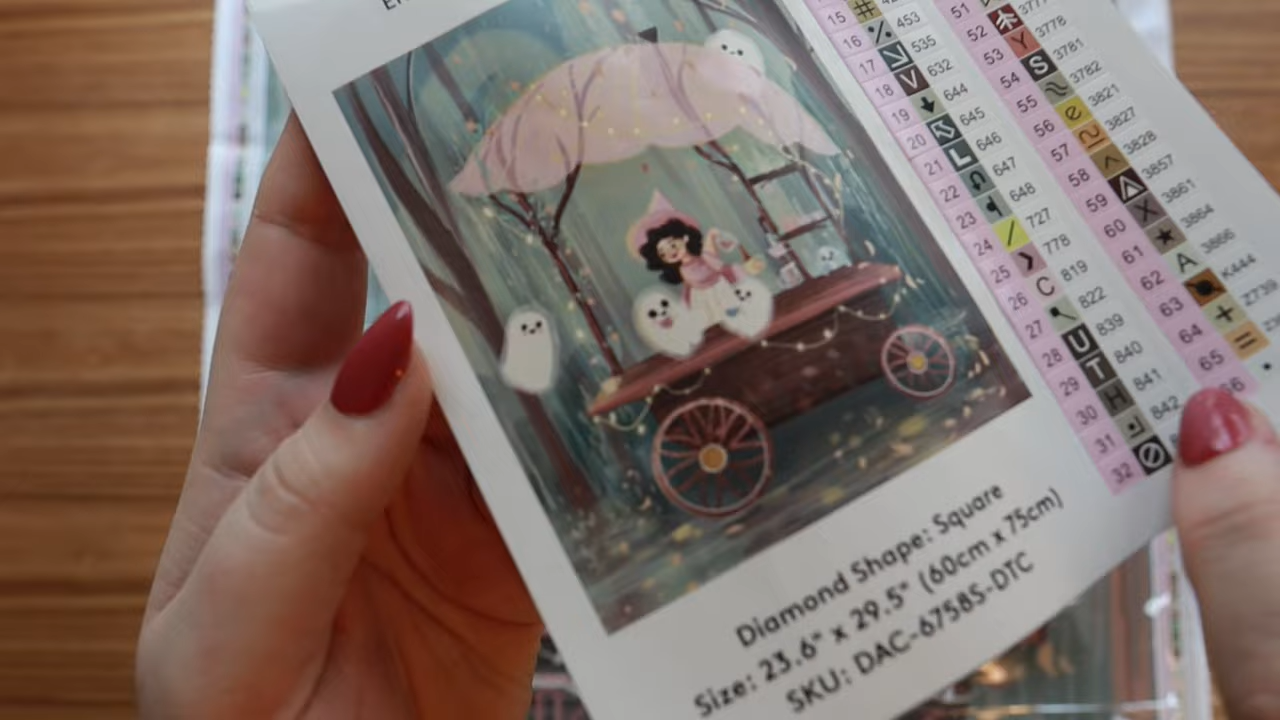 15 #
16 453
17 535
18 V 632
19 644
20 645
21 L 646
22 647
23 648
24 / 727
25 778
26 C 819
27 822
28 U 839
29 T 840
30 H 841
31 842
32
51
52 3778
53 Y 3781
54 S 3782
55 3821
56 e 3827
57 3828
58 3857
59 3861
60 X 3864
61 3866
62 A K444
63
64 +
65 =
66
Diamond Shape: Square
Size: 23.6" x 29.5" (60cm x 75cm)
SKU: DAC-6758S-DTC